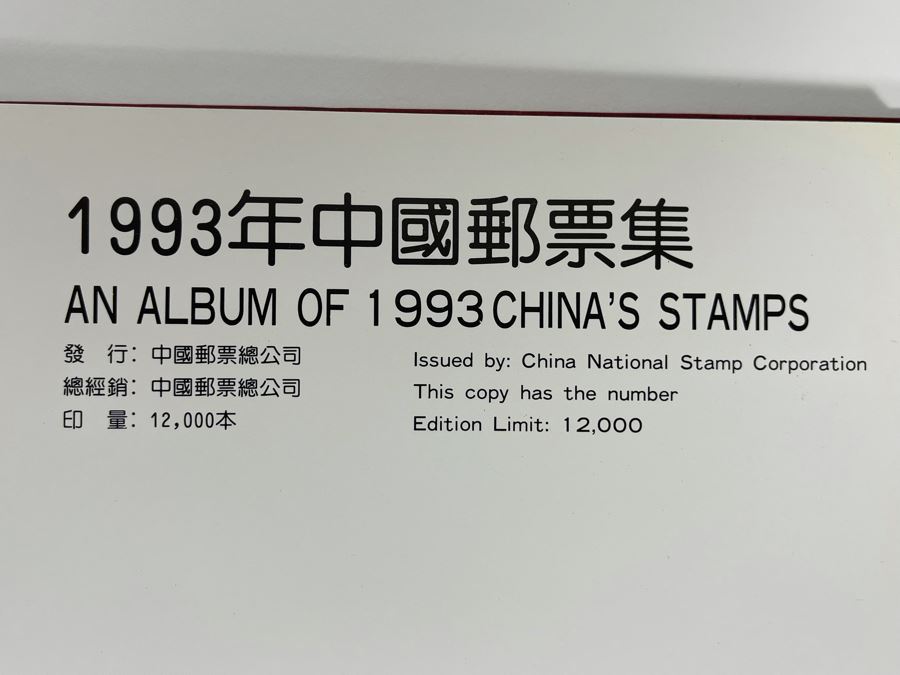 1993年中國郵票集
AN ALBUM OF 1993 CHINA'S STAMPS
發　行: 中國郵票總公司
總經銷: 中國郵票總公司
印　量: 12,000本
Issued by: China National Stamp Corporation
This copy has the number
Edition Limit: 12,000